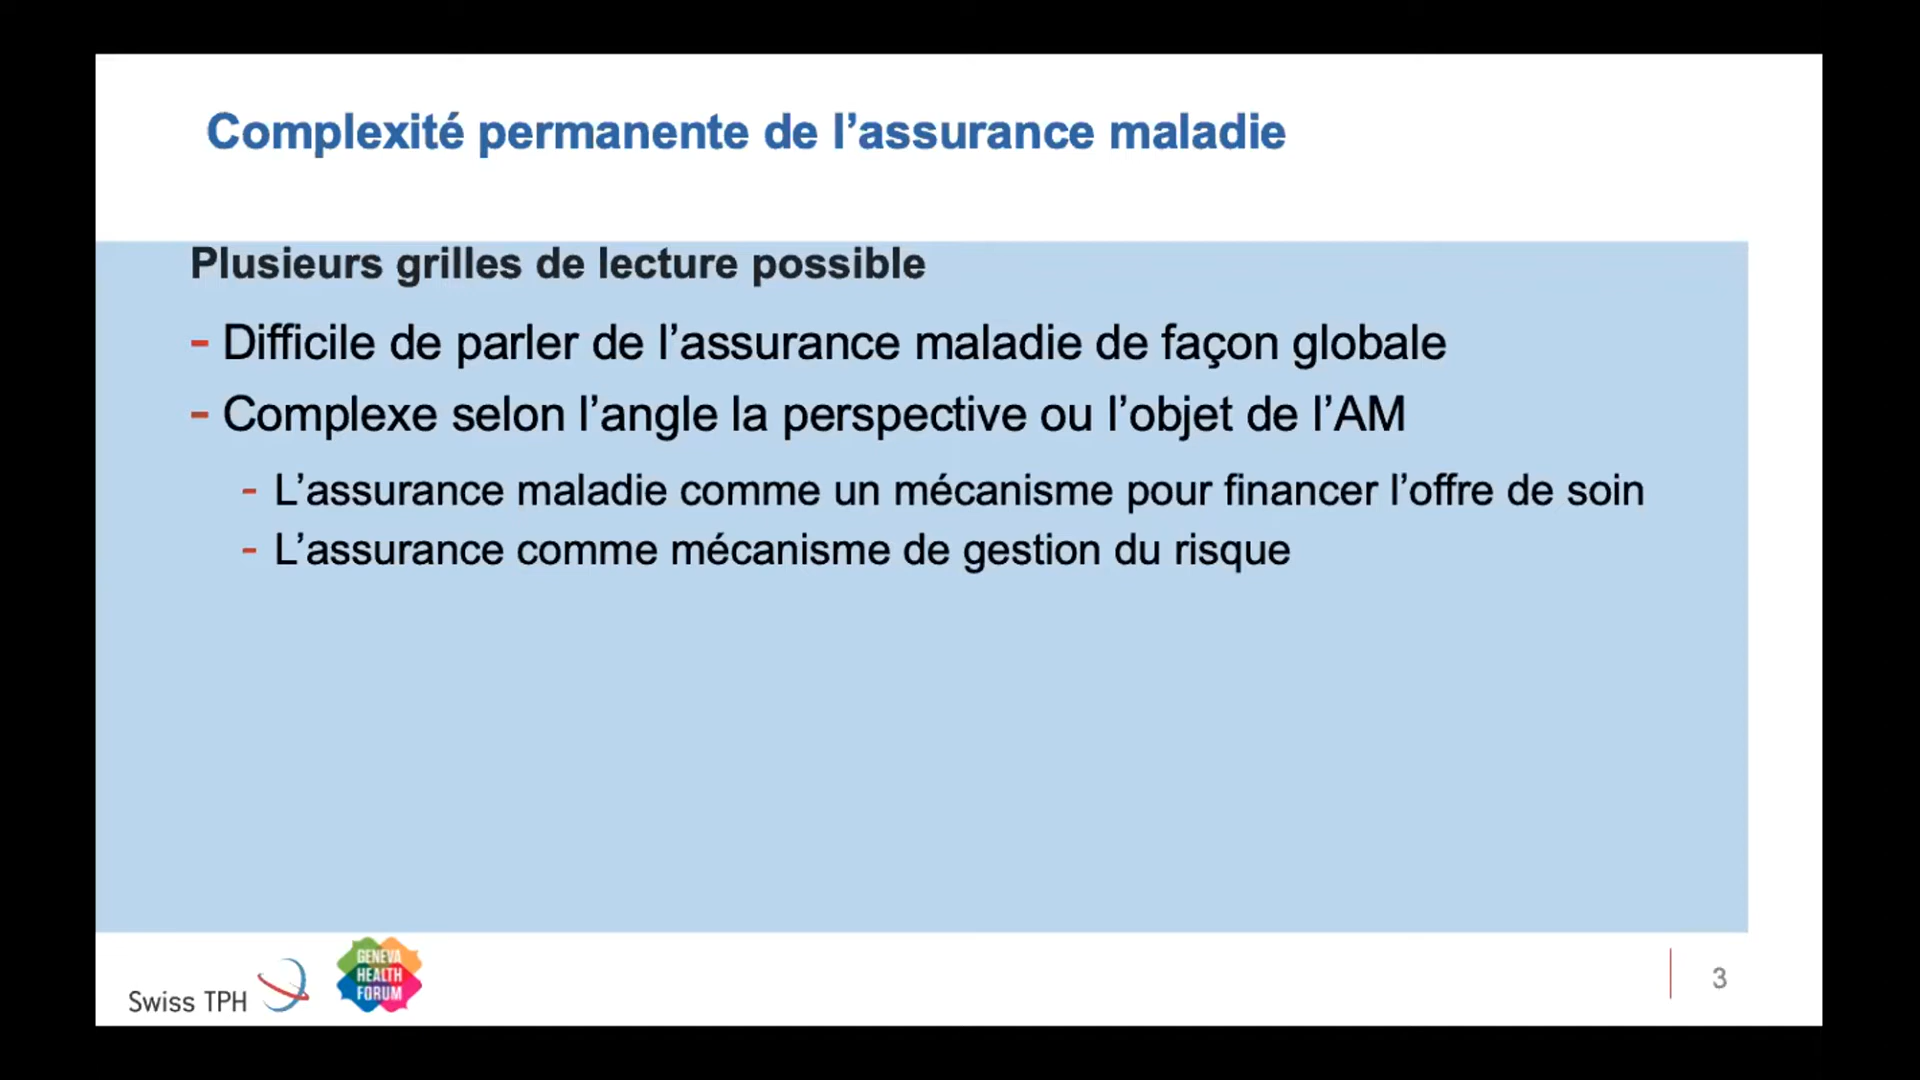 Complexité permanente de l’assurance maladie
Plusieurs grilles de lecture possible
- Difficile de parler de l’assurance maladie de façon globale
- Complexe selon l’angle la perspective ou l’objet de l’AM
- L’assurance maladie comme un mécanisme pour financer l’offre de soin
- L’assurance comme mécanisme de gestion du risque
Swiss TPH
GENEVA
HEALTH
FORUM
3